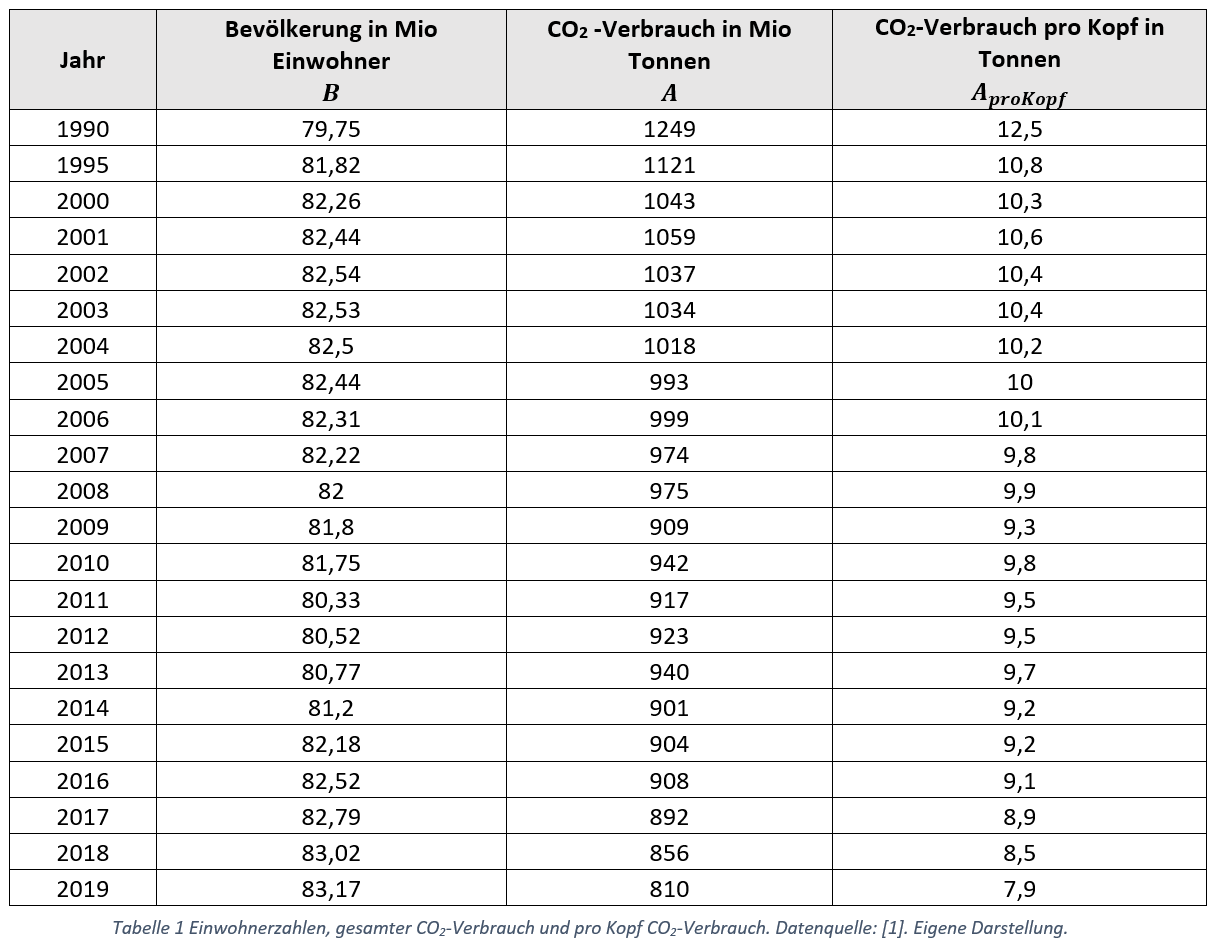 Jahr
Bevölkerung in Mio
Einwohner
B
CO₂ -Verbrauch in Mio
Tonnen
A
CO₂-Verbrauch pro Kopf in
Tonnen
A_proKopf
1990 79,75 1249 12,5
1995 81,82 1121 10,8
2000 82,26 1043 10,3
2001 82,44 1059 10,6
2002 82,54 1037 10,4
2003 82,53 1034 10,4
2004 82,5 1018 10,2
2005 82,44 993 10
2006 82,31 999 10,1
2007 82,22 974 9,8
2008 82 975 9,9
2009 81,8 909 9,3
2010 81,75 942 9,8
2011 80,33 917 9,5
2012 80,52 923 9,5
2013 80,77 940 9,7
2014 81,2 901 9,2
2015 82,18 904 9,2
2016 82,52 908 9,1
2017 82,79 892 8,9
2018 83,02 856 8,5
2019 83,17 810 7,9
Tabelle 1 Einwohnerzahlen, gesamter CO₂-Verbrauch und pro Kopf CO₂-Verbrauch. Datenquelle: [1]. Eigene Darstellung.